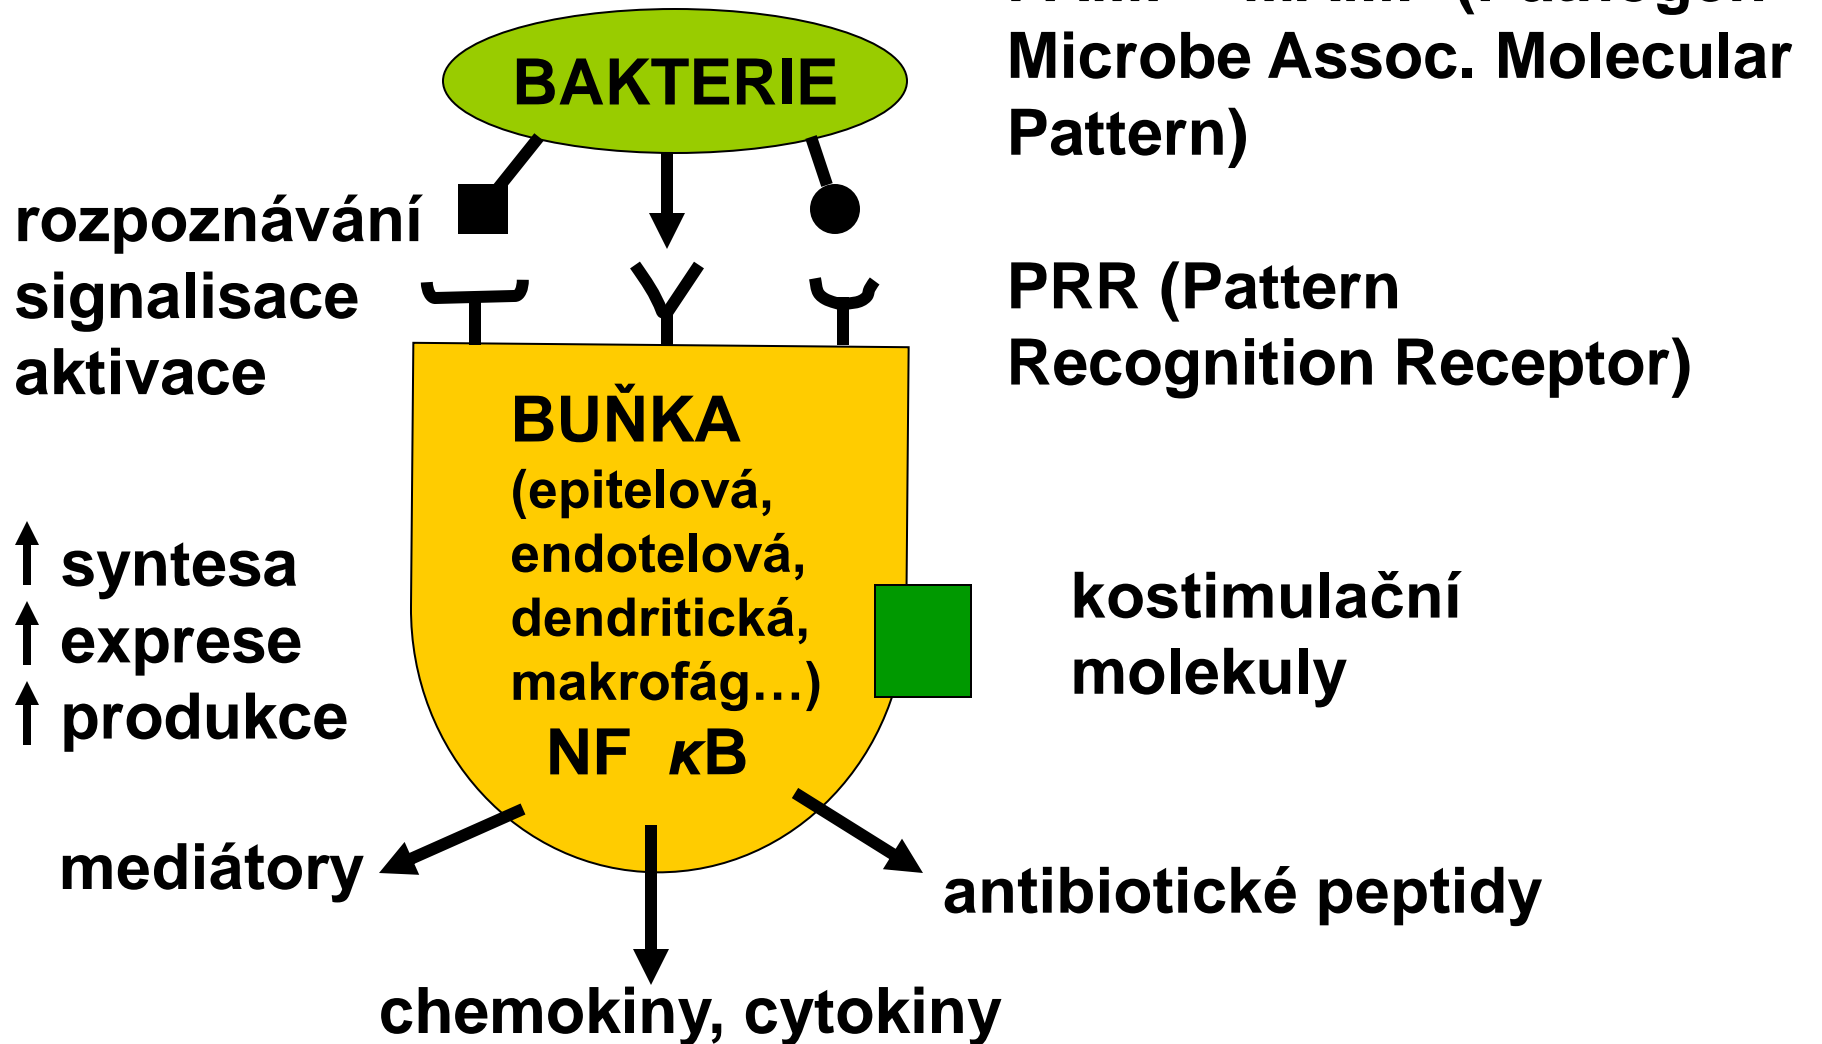 BAKTERIE
Microbe Assoc. Molecular
Pattern)
rozpoznávání
signalisace
aktivace
PRR (Pattern
Recognition Receptor)
BUŇKA
(epitelová,
endotelová,
dendritická,
makrofág…)
NF κB
syntesa
exprese
produkce
kostimulační
molekuly
mediátory
antibiotické peptidy
chemokiny, cytokiny